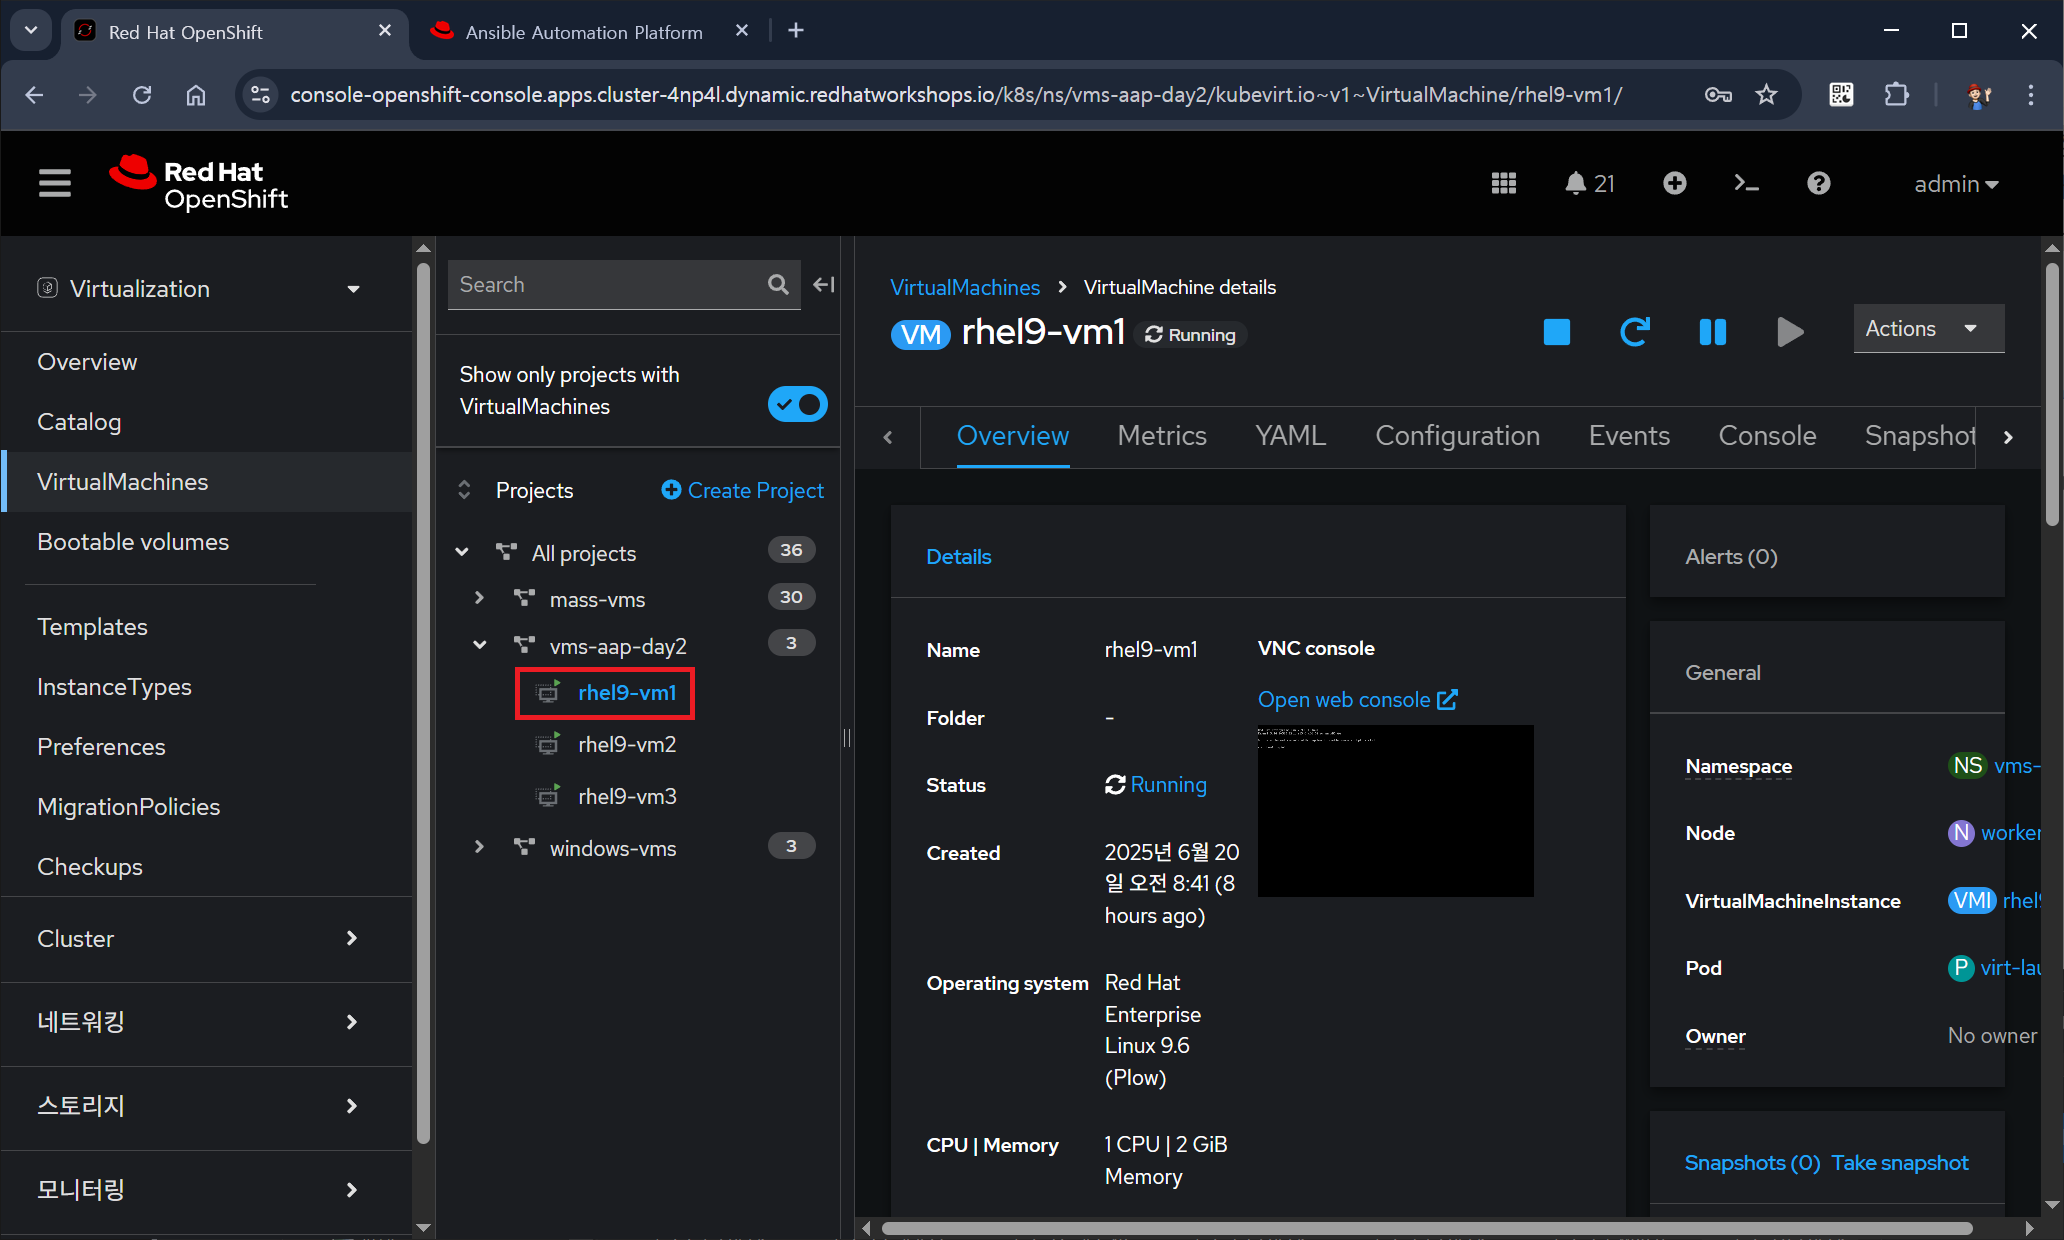 Red Hat OpenShift
Ansible Automation Platform
console-openshift-console.apps.cluster-4np4l.dynamic.redhatworkshops.io/k8s/ns/vms-aap-day2/kubevirt.io~v1~VirtualMachine/rhel9-vm1/
Red Hat
OpenShift
21
admin
Virtualization
Overview
Catalog
VirtualMachines
Bootable volumes
Templates
InstanceTypes
Preferences
MigrationPolicies
Checkups
Cluster
네트워킹
스토리지
모니터링
Search
Show only projects with
VirtualMachines
Projects
Create Project
All projects 36
mass-vms 30
vms-aap-day2 3
rhel9-vm1
rhel9-vm2
rhel9-vm3
windows-vms 3
VirtualMachines > VirtualMachine details
VM rhel9-vm1 Running
Actions
Overview Metrics YAML Configuration Events Console Snapshot
Details
Name rhel9-vm1
Folder -
Status Running
Created 2025년 6월 20
일 오전 8:41 (8
hours ago)
Operating system Red Hat
Enterprise
Linux 9.6
(Plow)
CPU | Memory 1 CPU | 2 GiB
Memory
VNC console
Open web console
Alerts (0)
General
Namespace NS vms-
Node N worker
VirtualMachineInstance VMI rhel9
Pod P virt-lau
Owner No owner
Snapshots (0) Take snapshot